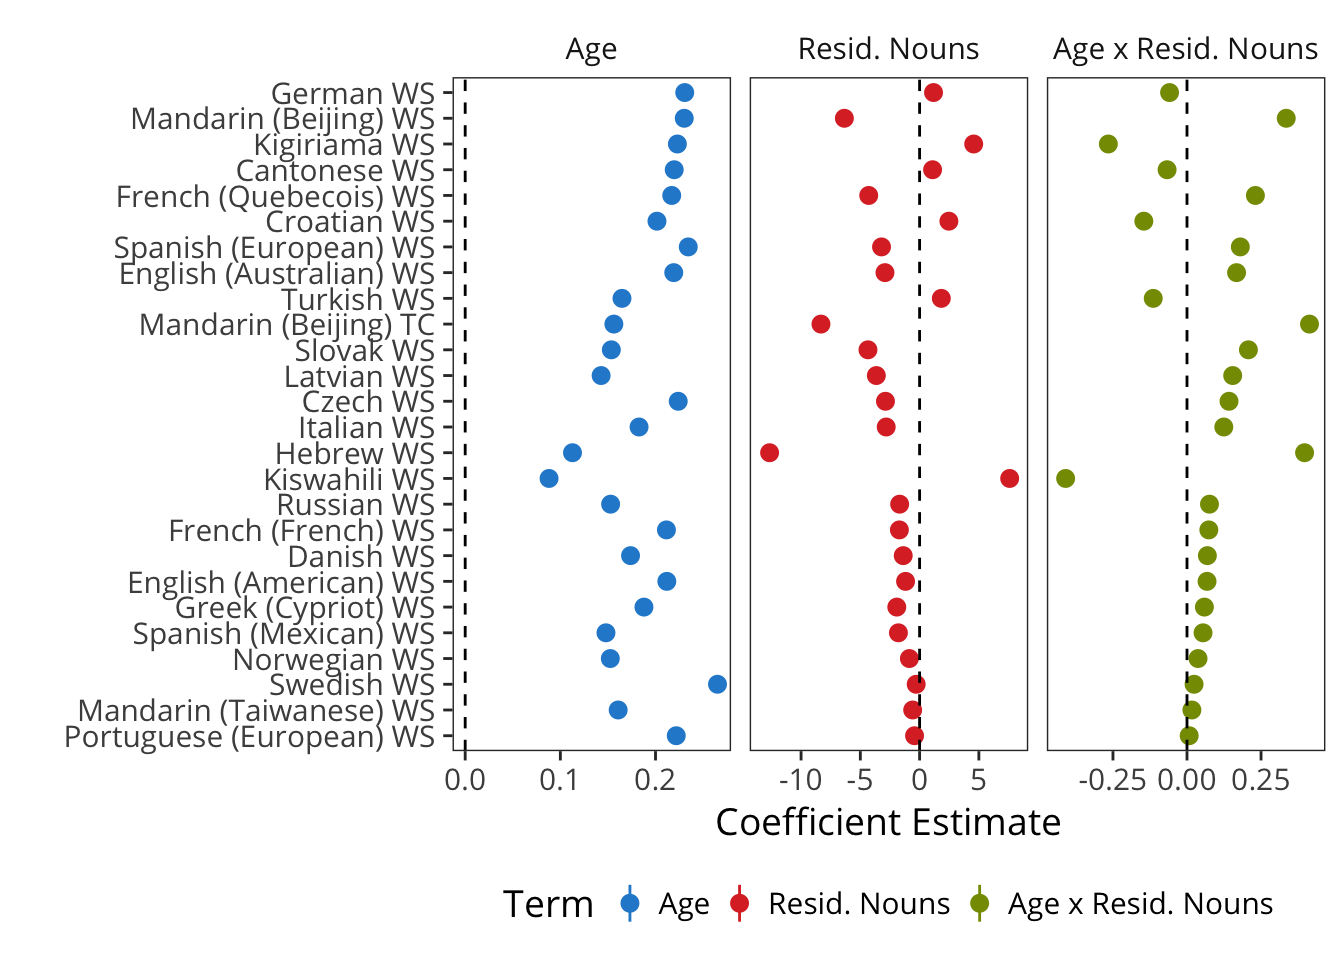 Age
Resid. Nouns
Age x Resid. Nouns
German WS
Mandarin (Beijing) WS
Kigiriama WS
Cantonese WS
French (Quebecois) WS
Croatian WS
Spanish (European) WS
English (Australian) WS
Turkish WS
Mandarin (Beijing) TC
Slovak WS
Latvian WS
Czech WS
Italian WS
Hebrew WS
Kiswahili WS
Russian WS
French (French) WS
Danish WS
English (American) WS
Greek (Cypriot) WS
Spanish (Mexican) WS
Norwegian WS
Swedish WS
Mandarin (Taiwanese) WS
Portuguese (European) WS
0.0 0.1 0.2
-10 -5 0 5
-0.25 0.00 0.25
Coefficient Estimate
Term Age Resid. Nouns Age x Resid. Nouns